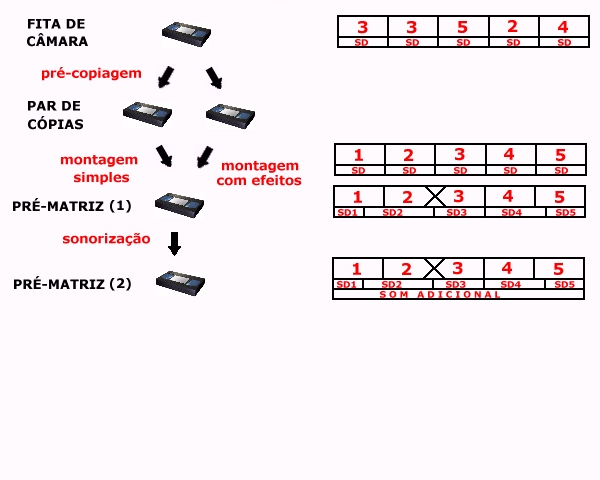 FITA DE
CÂMARA
3 3 5 2 4
SD SD SD SD SD
pré-copiagem
PAR DE
CÓPIAS
montagem
simples
montagem
com efeitos
1 2 3 4 5
SD SD SD SD SD
PRÉ-MATRIZ (1)
1 2 3 4 5
SD1 SD2 SD3 SD4 SD5
sonorização
PRÉ-MATRIZ (2)
1 2 3 4 5
SD1 SD2 SD3 SD4 SD5
SOM ADICIONAL